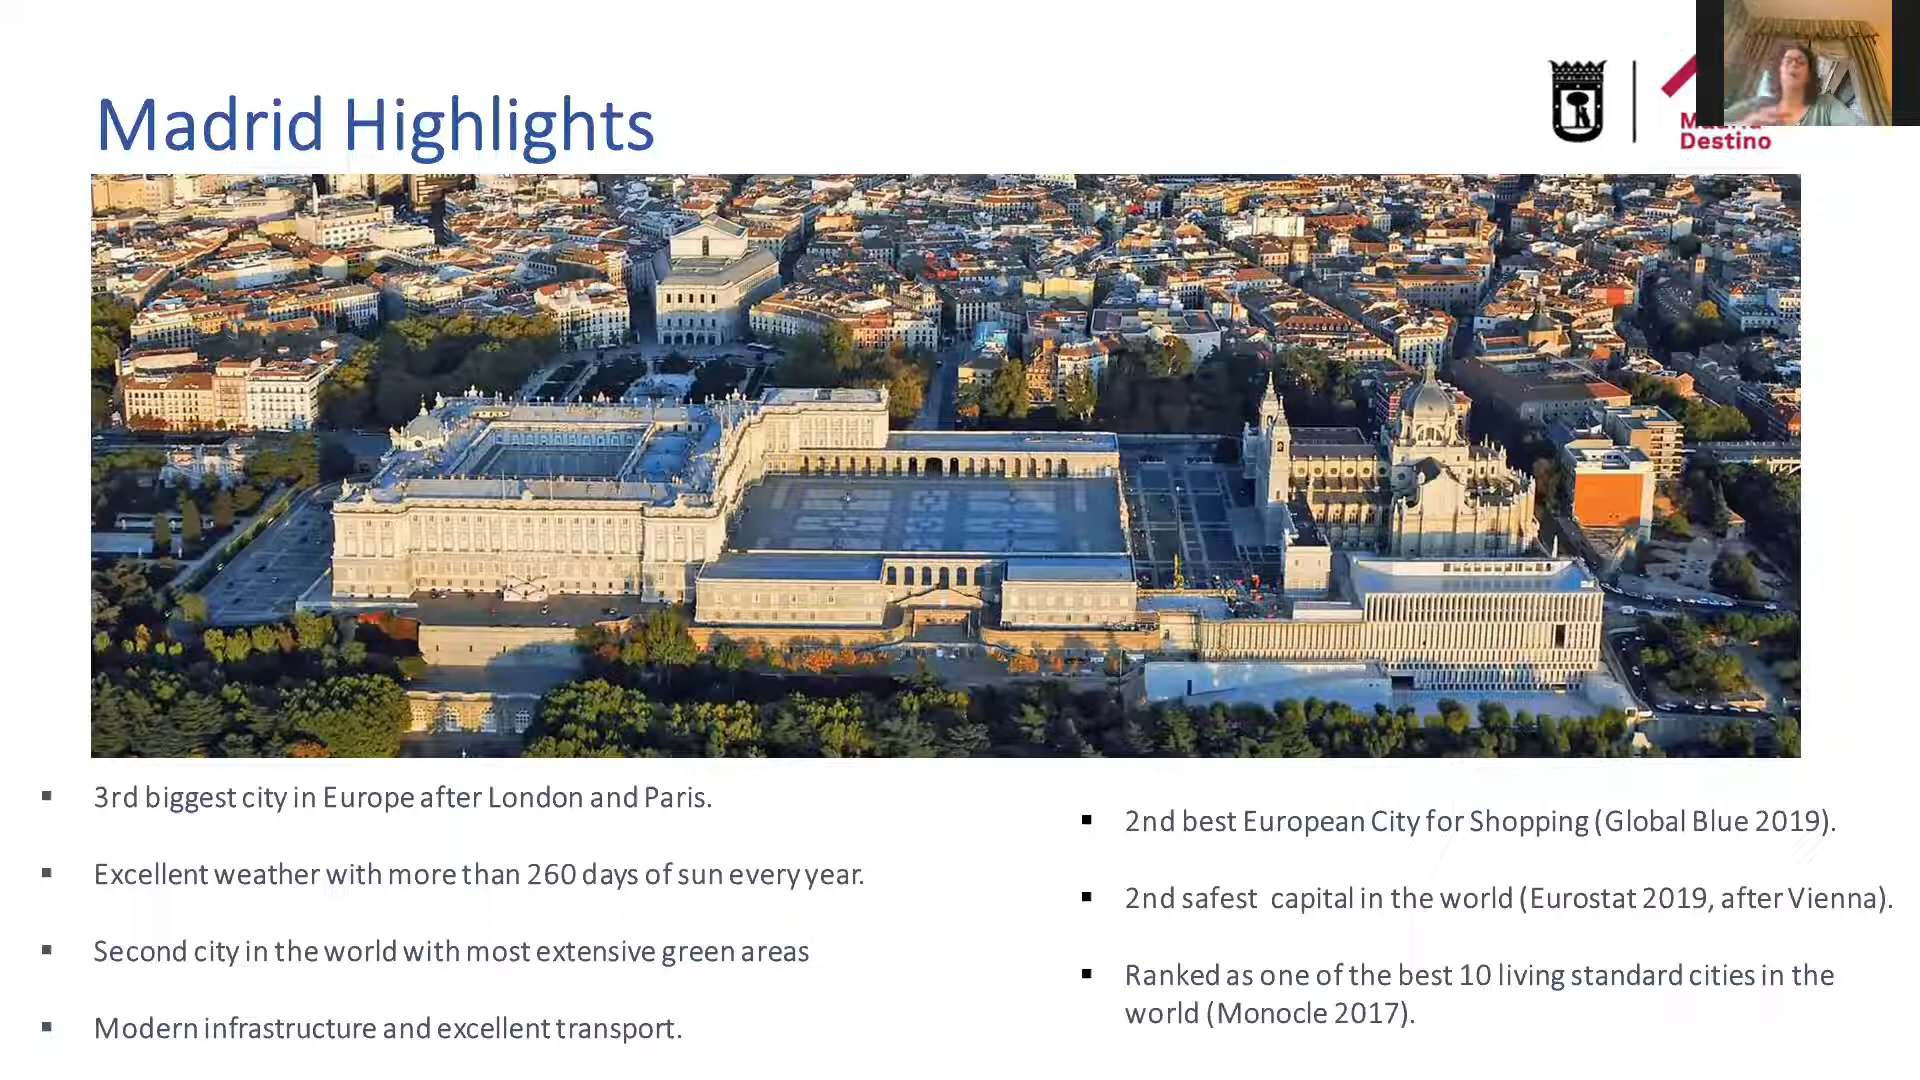 Madrid Highlights
Destino
3rd biggest city in Europe after London and Paris.
Excellent weather with more than 260 days of sun every year.
Second city in the world with most extensive green areas
Modern infrastructure and excellent transport.
2nd best European City for Shopping (Global Blue 2019).
2nd safest  capital in the world (Eurostat 2019, after Vienna).
Ranked as one of the best 10 living standard cities in the
world (Monocle 2017).